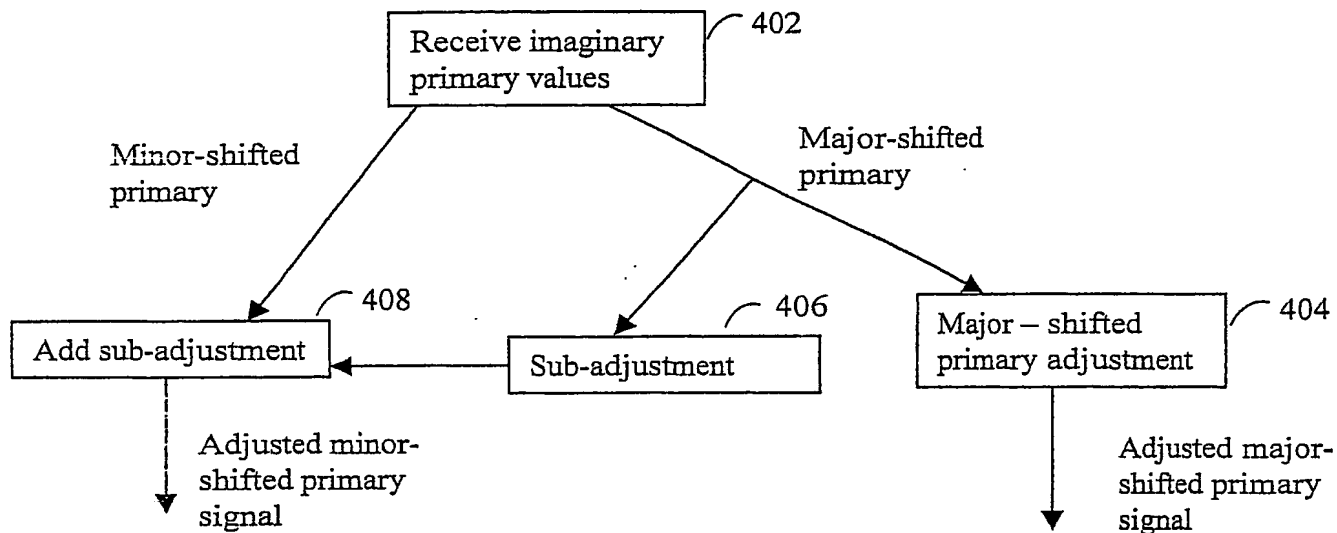 Receive imaginary
primary values
402
Minor-shifted
primary
Major-shifted
primary
408
Add sub-adjustment
406
Sub-adjustment
404
Major – shifted
primary adjustment
Adjusted minor-
shifted primary
signal
Adjusted major-
shifted primary
signal